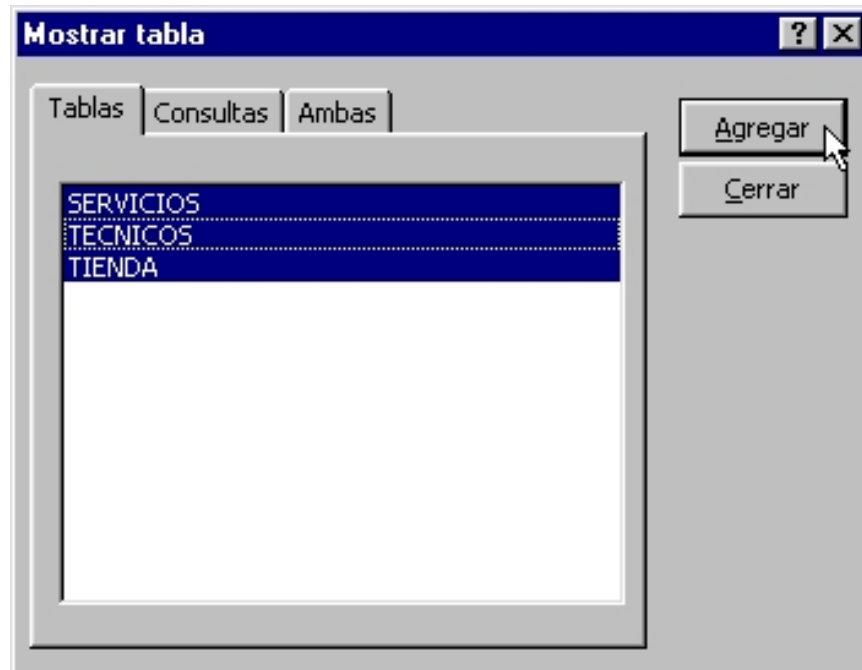 Mostrar tabla
Tablas Consultas Ambas
Agregar
Cerrar
SERVICIOS
TECNICOS
TIENDA